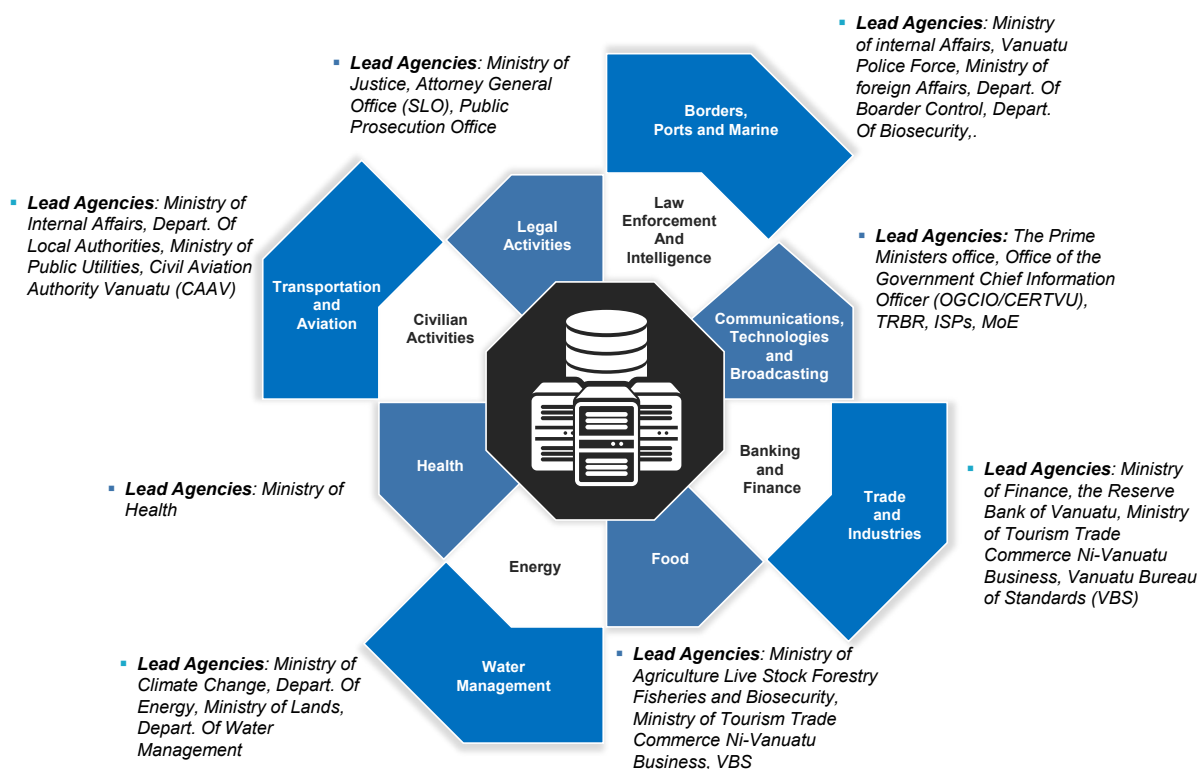 ▪ Lead Agencies: Ministry
of internal Affairs, Vanuatu
Police Force, Ministry of
foreign Affairs, Depart. Of
Boarder Control, Depart.
Of Biosecurity,.
▪ Lead Agencies: Ministry of
Justice, Attorney General
Office (SLO), Public
Prosecution Office
Borders,
Ports and Marine
▪ Lead Agencies: Ministry of
Internal Affairs, Depart. Of
Local Authorities, Ministry of
Public Utilities, Civil Aviation
Authority Vanuatu (CAAV)
Legal
Activities
Law
Enforcement
And
Intelligence
▪ Lead Agencies: The Prime
Ministers office, Office of the
Government Chief Information
Officer (OGCIO/CERTVU),
TRBR, ISPs, MoE
Transportation
and
Aviation
Civilian
Activities
Communications,
Technologies
and
Broadcasting
Health
Banking
and
Finance
Trade
and
Industries
▪ Lead Agencies: Ministry of
Health
▪ Lead Agencies: Ministry
of Finance, the Reserve
Bank of Vanuatu, Ministry
of Tourism Trade
Commerce Ni-Vanuatu
Business, Vanuatu Bureau
of Standards (VBS)
Energy
Food
Water
Management
▪ Lead Agencies: Ministry of
Climate Change, Depart. Of
Energy, Ministry of Lands,
Depart. Of Water
Management
▪ Lead Agencies: Ministry of
Agriculture Live Stock Forestry
Fisheries and Biosecurity,
Ministry of Tourism Trade
Commerce Ni-Vanuatu
Business, VBS